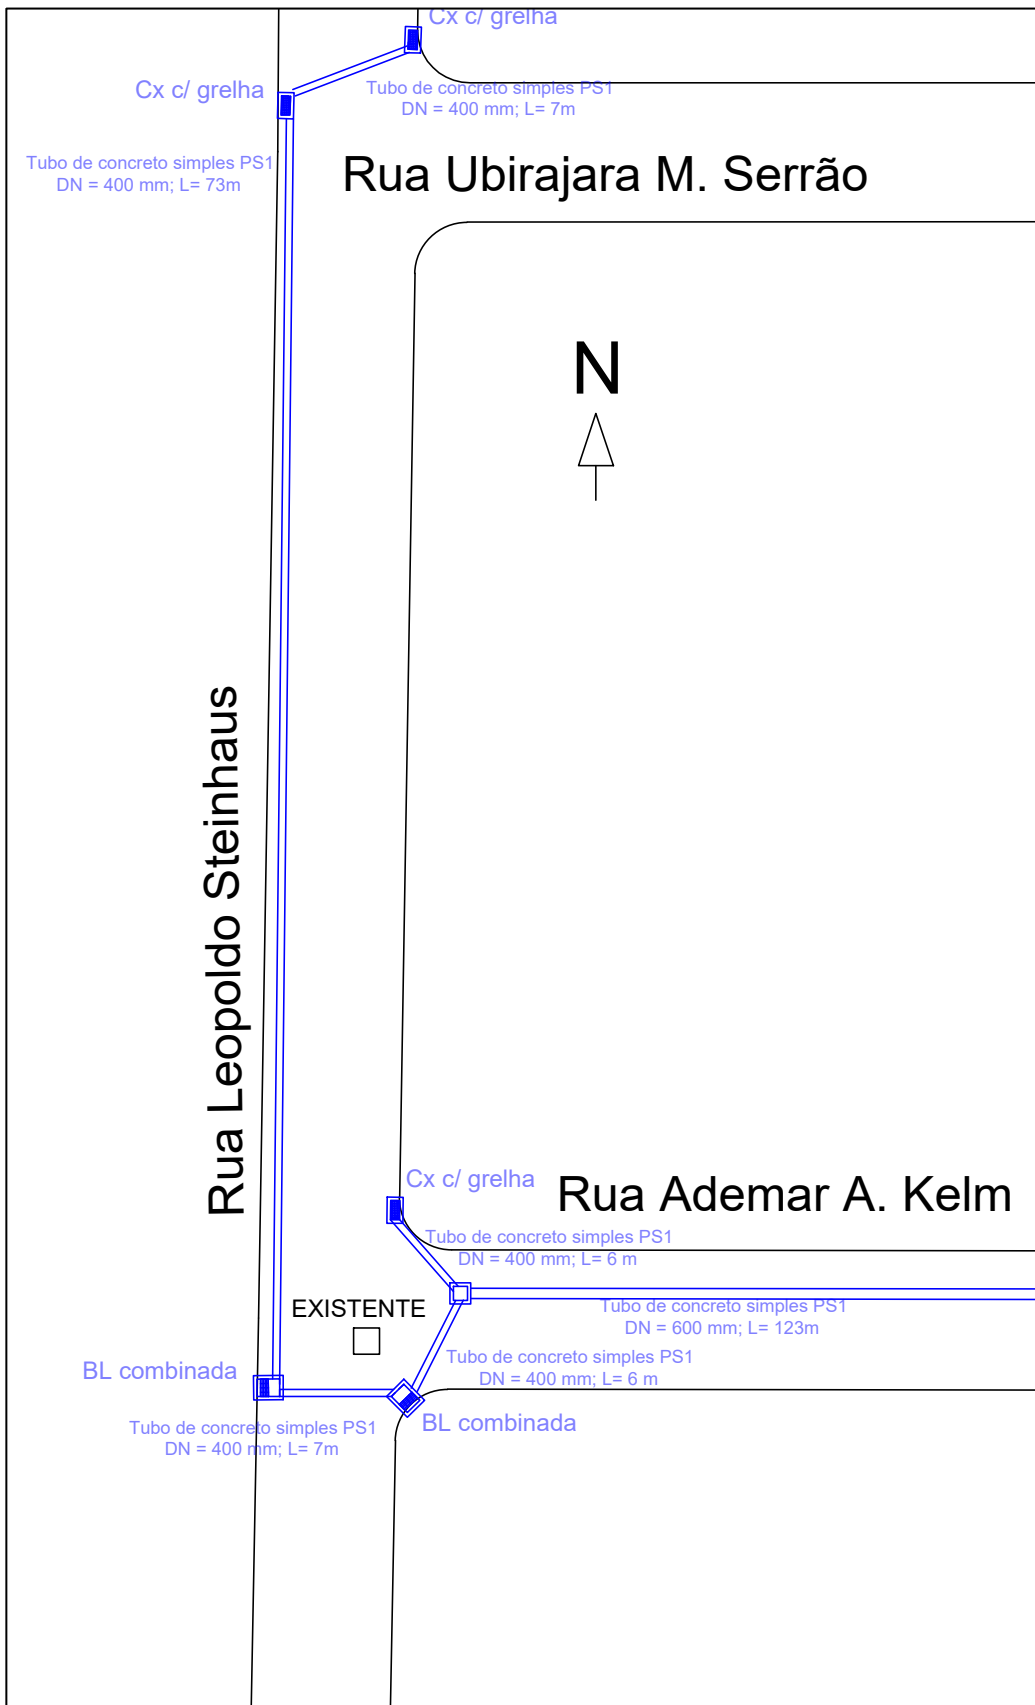 Cx c/ grelha
Cx c/ grelha
Tubo de concreto simples PS1
DN = 400 mm; L= 7m
Tubo de concreto simples PS1
DN = 400 mm; L= 73m
Rua Ubirajara M. Serrão
N
Rua Leopoldo Steinhaus
Cx c/ grelha
Rua Ademar A. Kelm
Tubo de concreto simples PS1
DN = 400 mm; L= 6 m
EXISTENTE
Tubo de concreto simples PS1
DN = 600 mm; L= 123m
Tubo de concreto simples PS1
DN = 400 mm; L= 6 m
BL combinada
BL combinada
Tubo de concreto simples PS1
DN = 400 mm; L= 7m